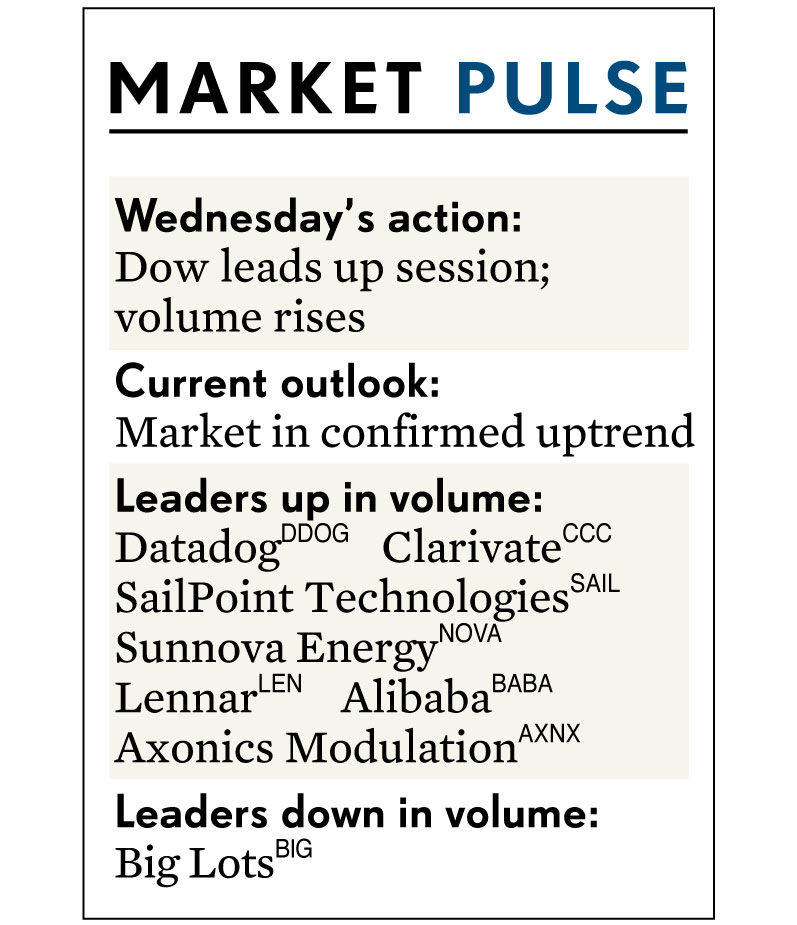 MARKET PULSE
Wednesday’s action:
Dow leads up session;
volume rises
Current outlook:
Market in confirmed uptrend
Leaders up in volume:
Datadog DDOG Clarivate CCC
SailPoint Technologies SAIL
Sunnova Energy NOVA
Lennar LEN Alibaba BABA
Axonics Modulation AXNX
Leaders down in volume:
Big Lots BIG